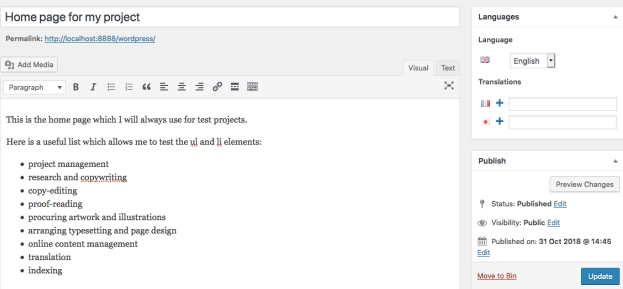 Home page for my project
Permalink: http://localhost:8888/wordpress/
Add Media
Visual Text
Paragraph B I
This is the home page which I will always use for test projects.
Here is a useful list which allows me to test the ul and li elements:
project management
research and copywriting
copy-editing
proof-reading
procuring artwork and illustrations
arranging typesetting and page design
online content management
translation
indexing
Languages
Language
English
Translations
Publish
Preview Changes
Status: Published Edit
Visibility: Public Edit
Published on: 31 Oct 2018 @ 14:45
Edit
Move to Bin
Update